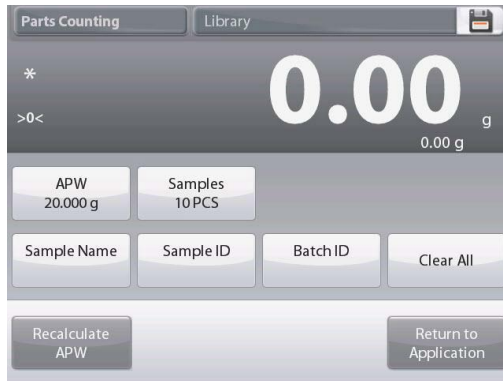 Parts Counting
Library
*
0.00 g
>0<
0.00 g
APW
20.000 g
Samples
10 PCS
Sample Name
Sample ID
Batch ID
Clear All
Recalculate
APW
Return to
Application